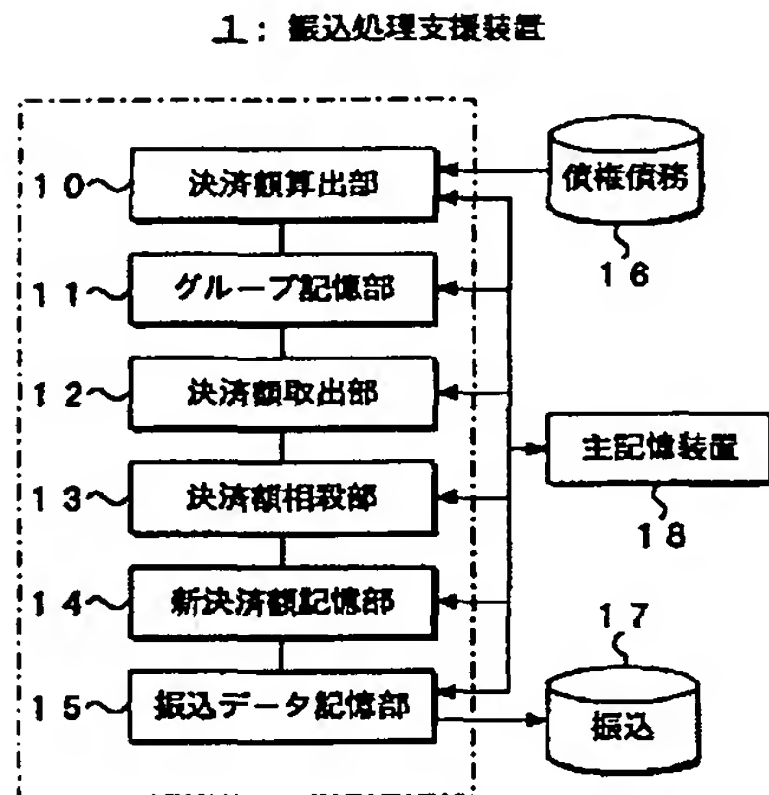 1: 振込処理支援装置
10 決済額算出部
債権債務
16
11 グループ記憶部
12 決済額取出部
主記憶装置
18
13 決済額相殺部
14 新決済額記憶部
17
15 振込データ記憶部
振込